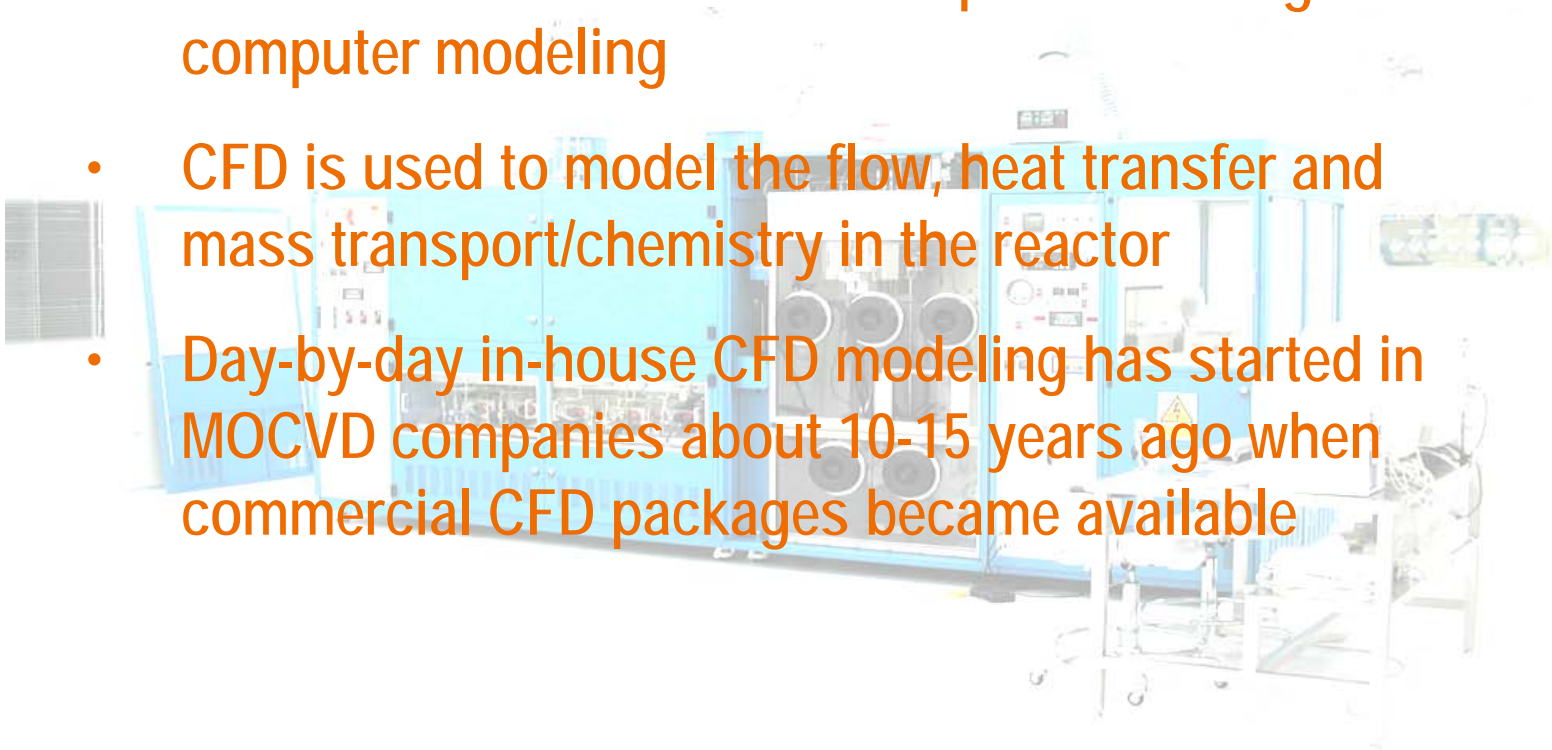 computer modeling
• CFD is used to model the flow, heat transfer and
mass transport/chemistry in the reactor
• Day-by-day in-house CFD modeling has started in
MOCVD companies about 10-15 years ago when
commercial CFD packages became available